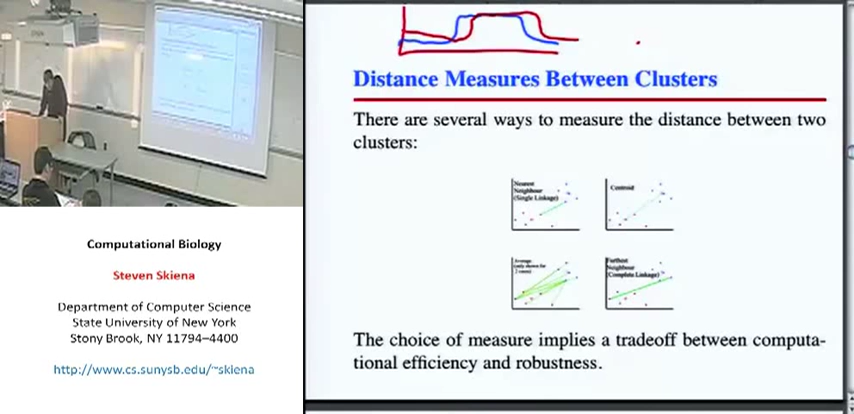 Computational Biology
Steven Skiena
Department of Computer Science
State University of New York
Stony Brook, NY 11794–4400
http://www.cs.sunysb.edu/~skiena
Distance Measures Between Clusters
There are several ways to measure the distance between two
clusters:
Nearest
Neighbour
(Single Linkage)
Centroid
Average
Farthest
Neighbour
(Complete Linkage)
The choice of measure implies a tradeoff between computa-
tional efficiency and robustness.